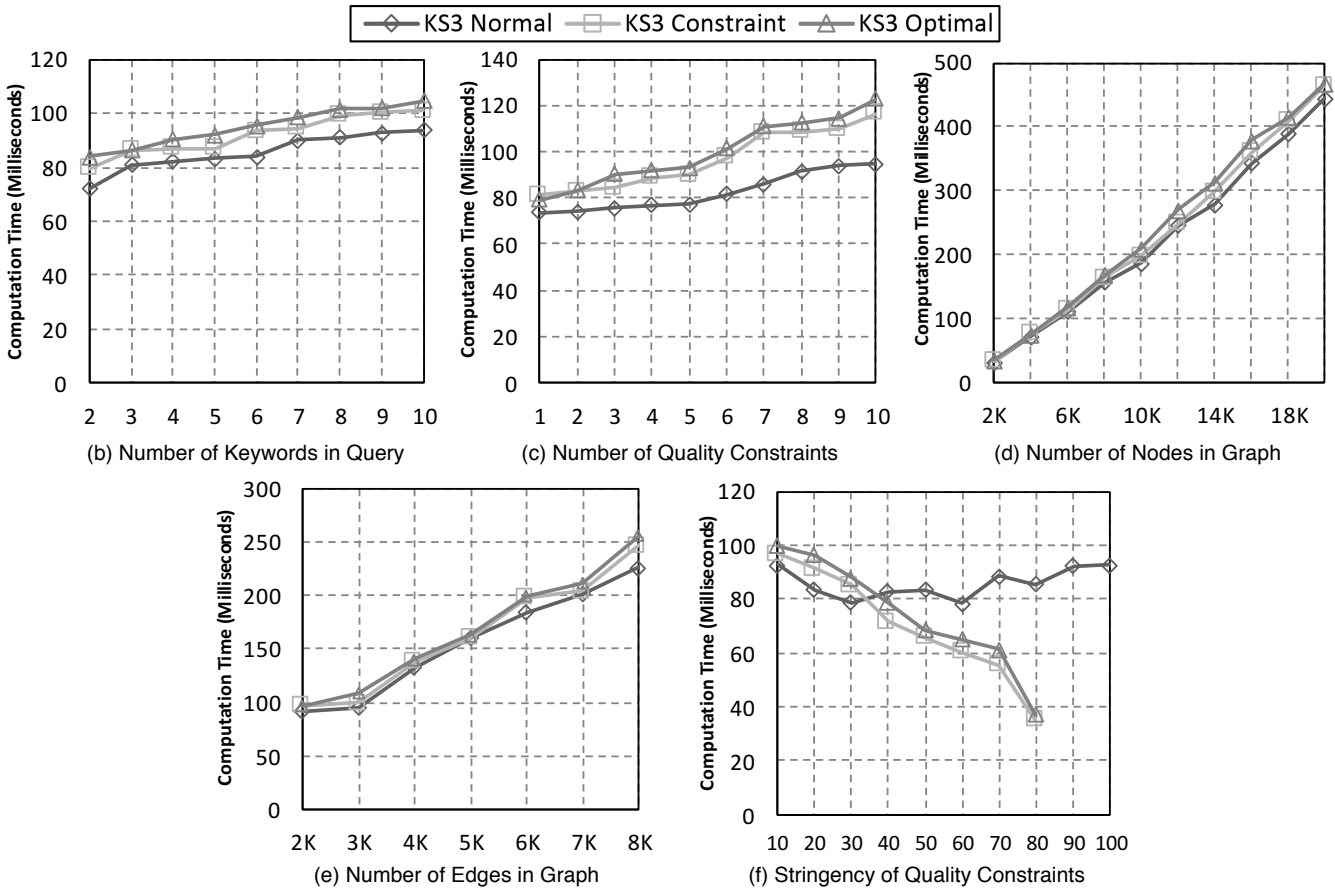 KS3 Normal KS3 Constraint KS3 Optimal
Computation Time (Milliseconds)
120
100
80
60
40
20
0
2 3 4 5 6 7 8 9 10
(b) Number of Keywords in Query
Computation Time (Milliseconds)
140
120
100
80
60
40
20
0
1 2 3 4 5 6 7 8 9 10
(c) Number of Quality Constraints
Computation Time (Milliseconds)
500
400
300
200
100
0
2K 6K 10K 14K 18K
(d) Number of Nodes in Graph
Computation Time (Milliseconds)
300
250
200
150
100
50
0
2K 3K 4K 5K 6K 7K 8K
(e) Number of Edges in Graph
Computation Time (Milliseconds)
120
100
80
60
40
20
0
10 20 30 40 50 60 70 80 90 100
(f) Stringency of Quality Constraints